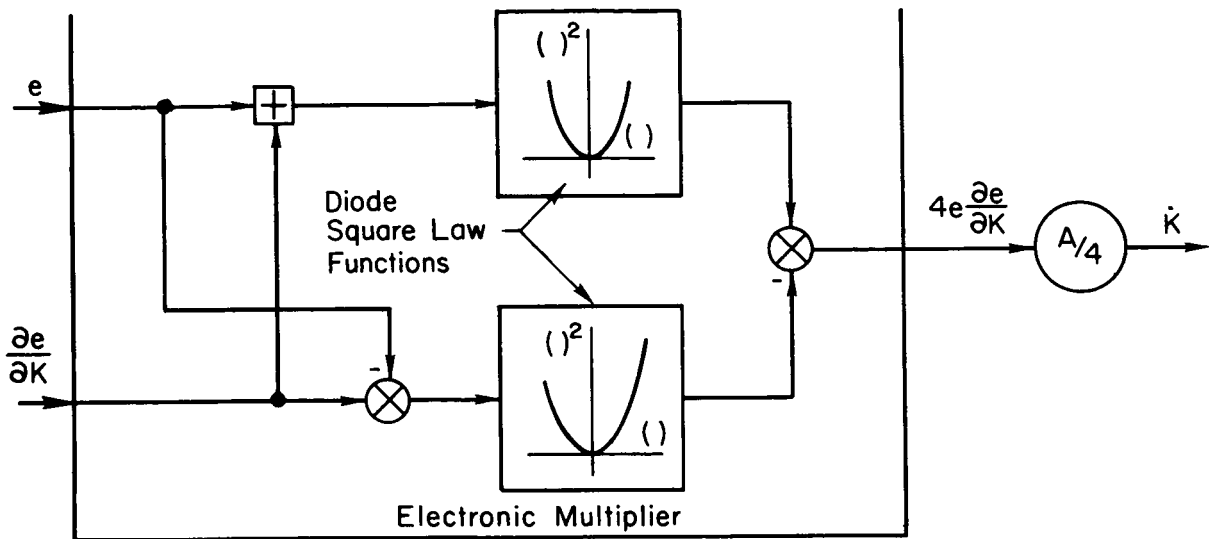 ( )²
e
+
( )
Diode
Square Law
Functions
4e ∂e/∂K
A/4
K̇
-
∂e/∂K
-
( )²
( )
Electronic Multiplier